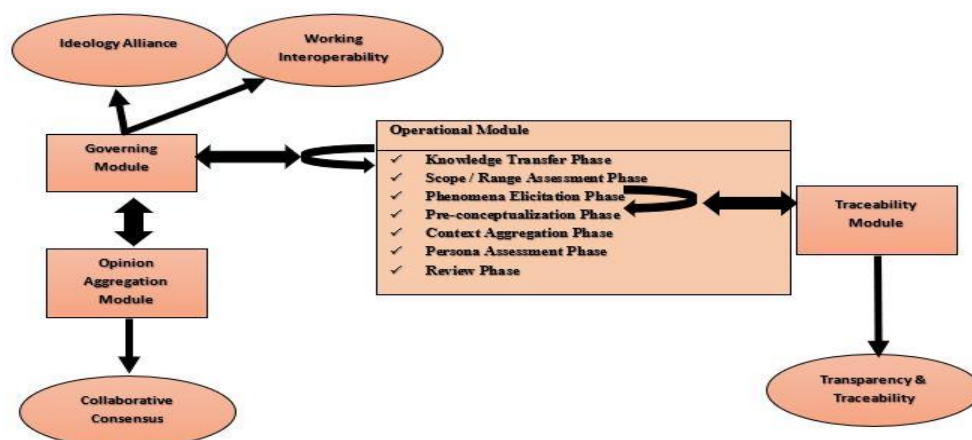 Ideology Alliance
Working
Interoperability
Governing
Module
Operational Module
Knowledge Transfer Phase
Scope / Range Assessment Phase
Phenomena Elicitation Phase
Pre-conceptualization Phase
Context Aggregation Phase
Persona Assessment Phase
Review Phase
Traceability
Module
Opinion
Aggregation
Module
Collaborative
Consensus
Transparency &
Traceability